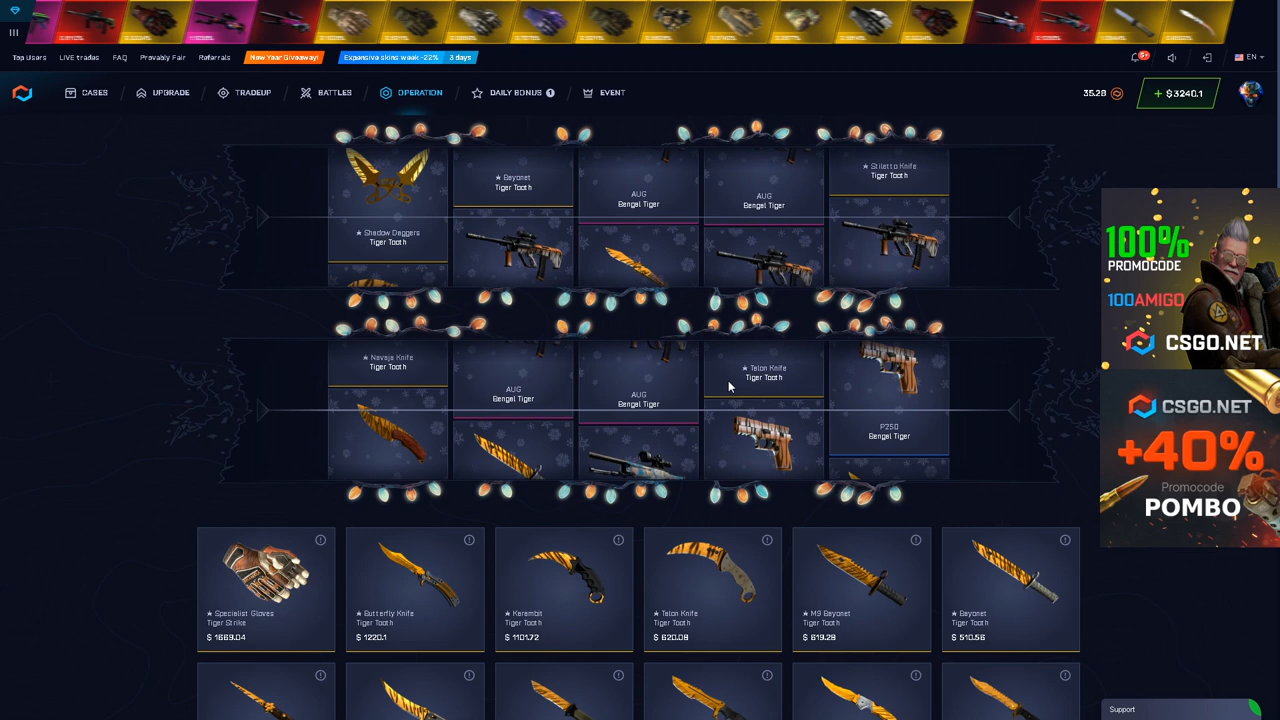 Top Users
LIVE trades
FAQ
Provably Fair
Referrals
New Year Giveaway!
Expensive skins week -22%
3 days
5+
EN
CASES
UPGRADE
TRADEUP
BATTLES
OPERATION
DAILY BONUS 1
EVENT
35.28
+ $ 3240.1
★ Shadow Daggers
Tiger Tooth
★ Bayonet
Tiger Tooth
AUG
Bengal Tiger
AUG
Bengal Tiger
★ Stiletto Knife
Tiger Tooth
★ Navaja Knife
Tiger Tooth
AUG
Bengal Tiger
AUG
Bengal Tiger
★ Talon Knife
Tiger Tooth
P250
Bengal Tiger
100%
PROMOCODE
100AMIGO
CSGO.NET
CSGO.NET
+40%
Promocode
POMBO
★ Specialist Gloves
Tiger Strike
$ 1669.04
★ Butterfly Knife
Tiger Tooth
$ 1220.1
★ Karambit
Tiger Tooth
$ 1101.72
★ Talon Knife
Tiger Tooth
$ 620.08
★ M9 Bayonet
Tiger Tooth
$ 619.28
★ Bayonet
Tiger Tooth
$ 510.56
Support